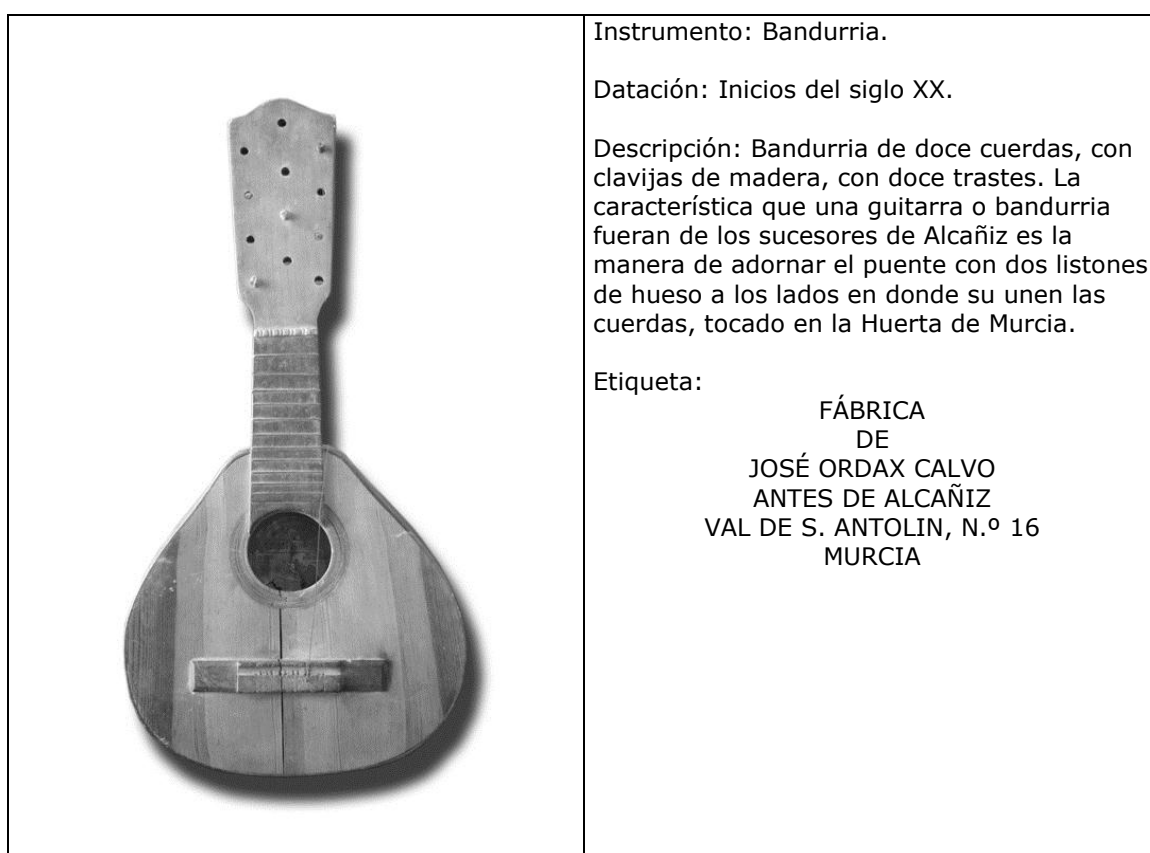 Instrumento: Bandurria.
Datación: Inicios del siglo XX.
Descripción: Bandurria de doce cuerdas, con
clavijas de madera, con doce trastes. La
característica que una guitarra o bandurria
fueran de los sucesores de Alcañiz es la
manera de adornar el puente con dos listones
de hueso a los lados en donde su unen las
cuerdas, tocado en la Huerta de Murcia.
Etiqueta:
FÁBRICA
DE
JOSÉ ORDAX CALVO
ANTES DE ALCAÑIZ
VAL DE S. ANTOLIN, N.º 16
MURCIA